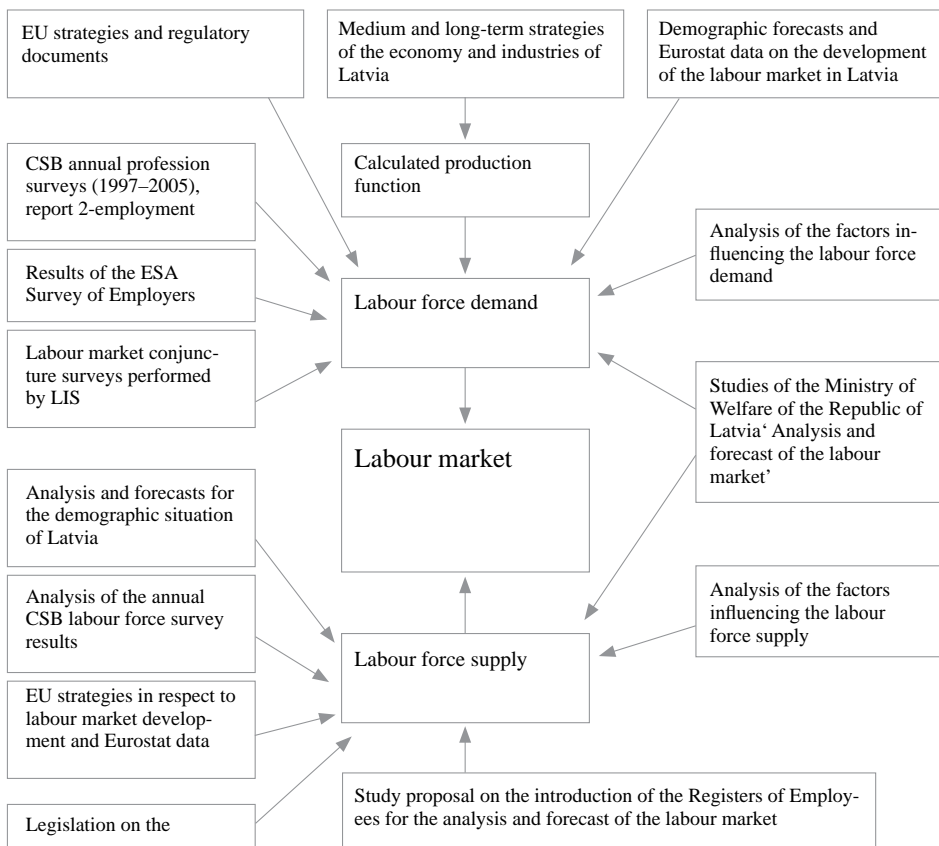 EU strategies and regulatory
documents
Medium and long-term strategies
of the economy and industries of
Latvia
Demographic forecasts and
Eurostat data on the development
of the labour market in Latvia
CSB annual profession
surveys (1997–2005),
report 2-employment
Calculated production
function
Analysis of the factors in-
fluencing the labour force
demand
Results of the ESA
Survey of Employers
Labour force demand
Labour market conjunc-
ture surveys performed
by LIS
Studies of the Ministry of
Welfare of the Republic of
Latvia‘ Analysis and
forecast of the labour
market’
Labour market
Analysis and forecasts for
the demographic situation
of Latvia
Analysis of the annual
CSB labour force survey
results
Analysis of the factors
influencing the labour
force supply
Labour force supply
EU strategies in respect to
labour market develop-
ment and Eurostat data
Legislation on the
Study proposal on the introduction of the Registers of Employ-
ees for the analysis and forecast of the labour market